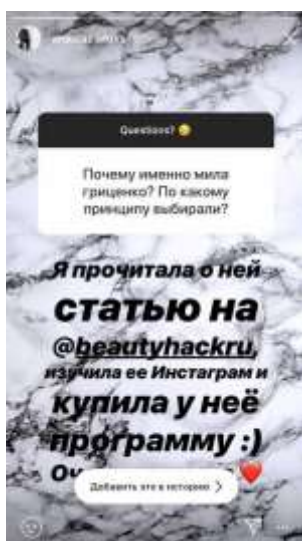 Questions?
Почему именно мила
гриценко? По какому
принципу выбирали?
Я прочитала о ней
статью на
@beautyhackru,
изучила ее Инстаграм и
купила у неё
программу :)
Добавить это в историю